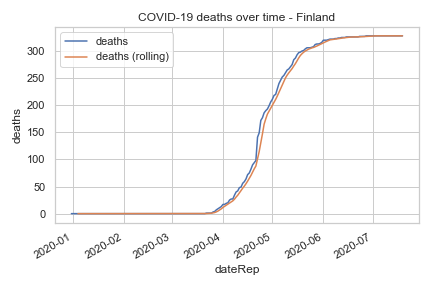 COVID-19 deaths over time - Finland
deaths
deaths (rolling)
300
250
200
150
100
50
0
deaths
2020-01
2020-02
2020-03
2020-04
2020-05
2020-06
2020-07
dateRep